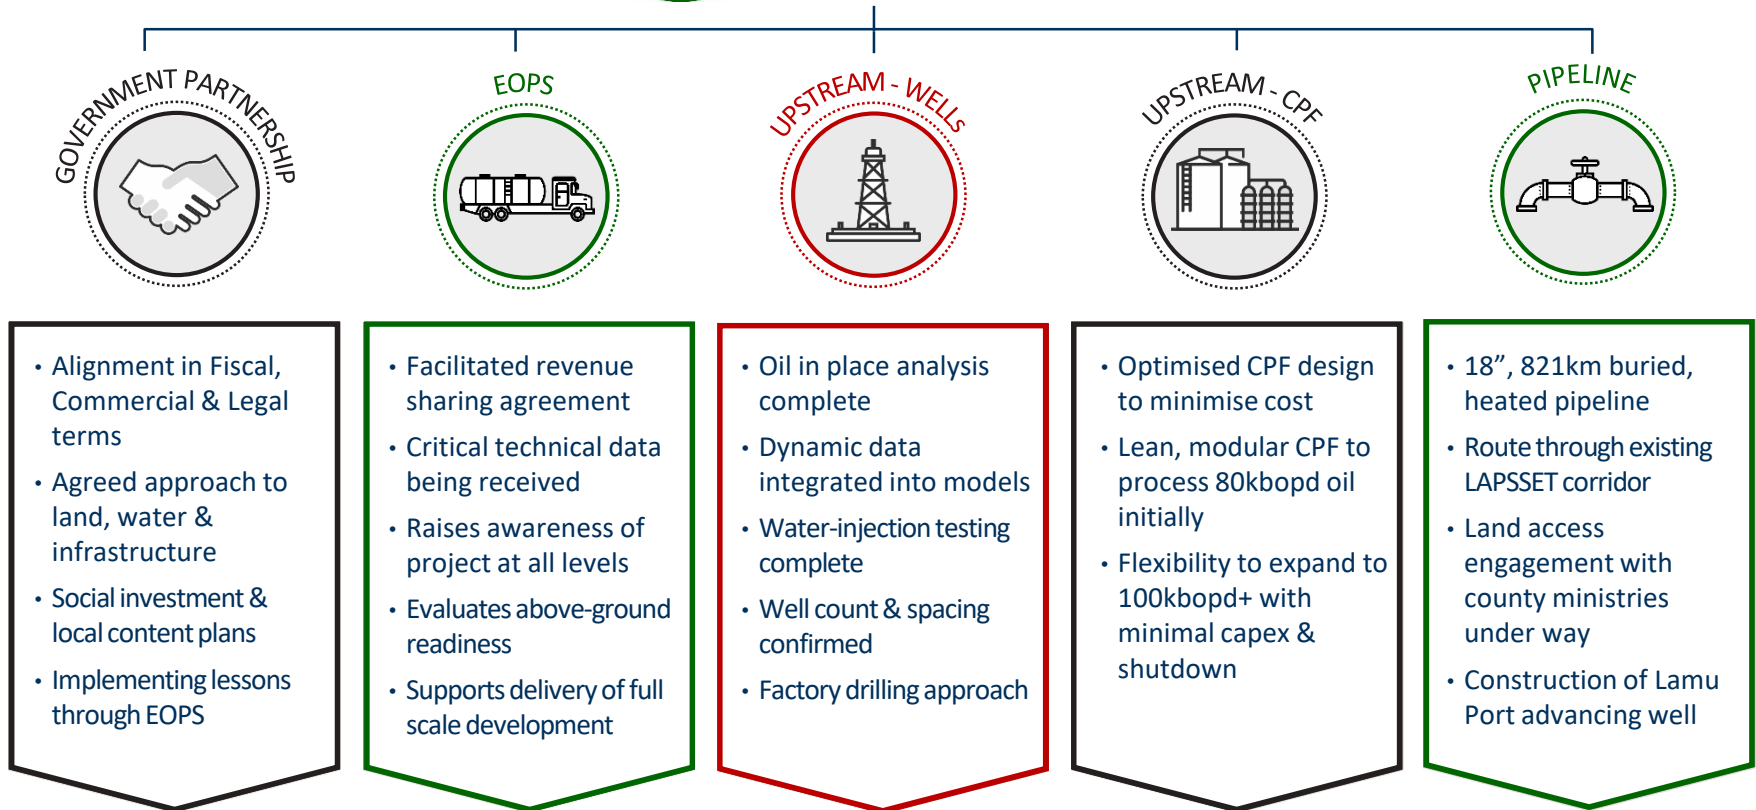 GOVERNMENT PARTNERSHIP
EOPS
UPSTREAM - WELLs
UPSTREAM - CPF
PIPELINE
• Alignment in Fiscal,
Commercial & Legal
terms
• Agreed approach to
land, water &
infrastructure
• Social investment &
local content plans
• Implementing lessons
through EOPS
• Facilitated revenue
sharing agreement
• Critical technical data
being received
• Raises awareness of
project at all levels
• Evaluates above-ground
readiness
• Supports delivery of full
scale development
• Oil in place analysis
complete
• Dynamic data
integrated into models
• Water-injection testing
complete
• Well count & spacing
confirmed
• Factory drilling approach
• Optimised CPF design
to minimise cost
• Lean, modular CPF to
process 80kbopd oil
initially
• Flexibility to expand to
100kbopd+ with
minimal capex &
shutdown
• 18”, 821km buried,
heated pipeline
• Route through existing
LAPSSET corridor
• Land access
engagement with
county ministries
under way
• Construction of Lamu
Port advancing well